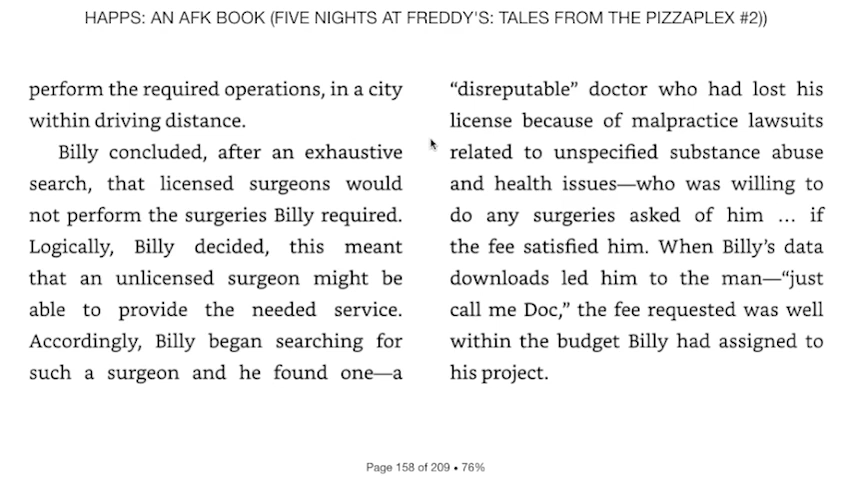 HAPPS: AN AFK BOOK (FIVE NIGHTS AT FREDDY'S: TALES FROM THE PIZZAPLEX #2))
perform the required operations, in a city
within driving distance.
Billy concluded, after an exhaustive
search, that licensed surgeons would
not perform the surgeries Billy required.
Logically, Billy decided, this meant
that an unlicensed surgeon might be
able to provide the needed service.
Accordingly, Billy began searching for
such a surgeon and he found one—a
“disreputable” doctor who had lost his
license because of malpractice lawsuits
related to unspecified substance abuse
and health issues—who was willing to
do any surgeries asked of him ... if
the fee satisfied him. When Billy’s data
downloads led him to the man—“just
call me Doc,” the fee requested was well
within the budget Billy had assigned to
his project.
Page 158 of 209 • 76%